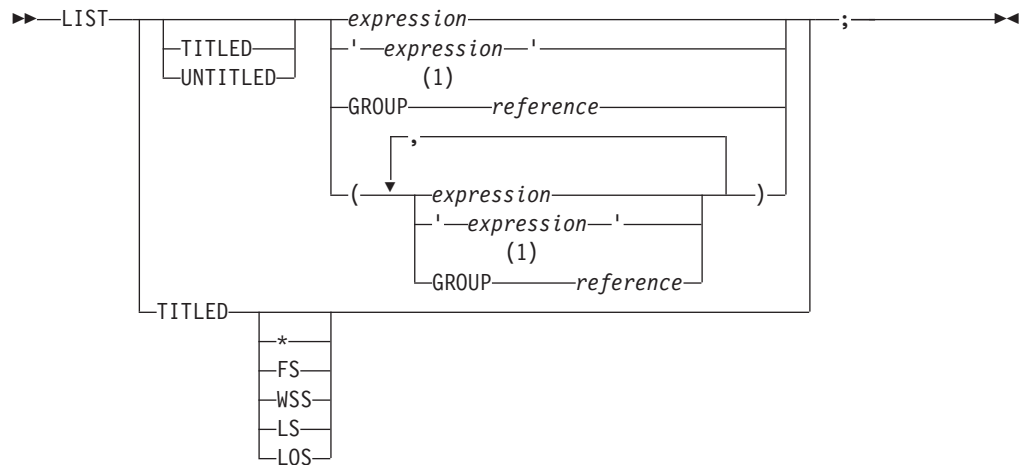 LIST expression ;
TITLED ' expression '
UNTITLED (1)
GROUP reference
,
( expression )
' expression '
(1)
GROUP reference
TITLED
*
FS
WSS
LS
LOS